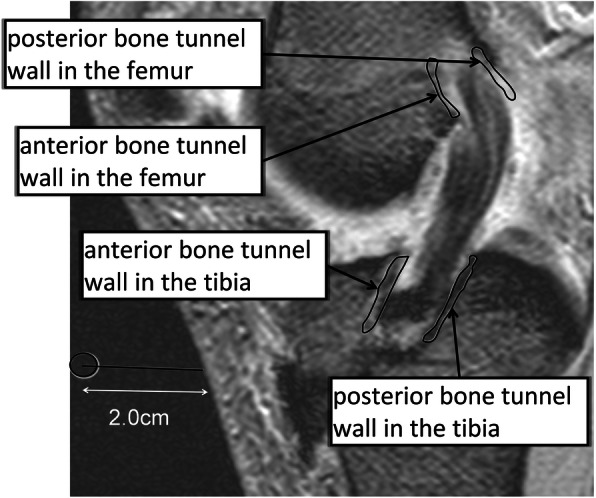 posterior bone tunnel
wall in the femur
anterior bone tunnel
wall in the femur
anterior bone tunnel
wall in the tibia
2.0cm
posterior bone tunnel
wall in the tibia